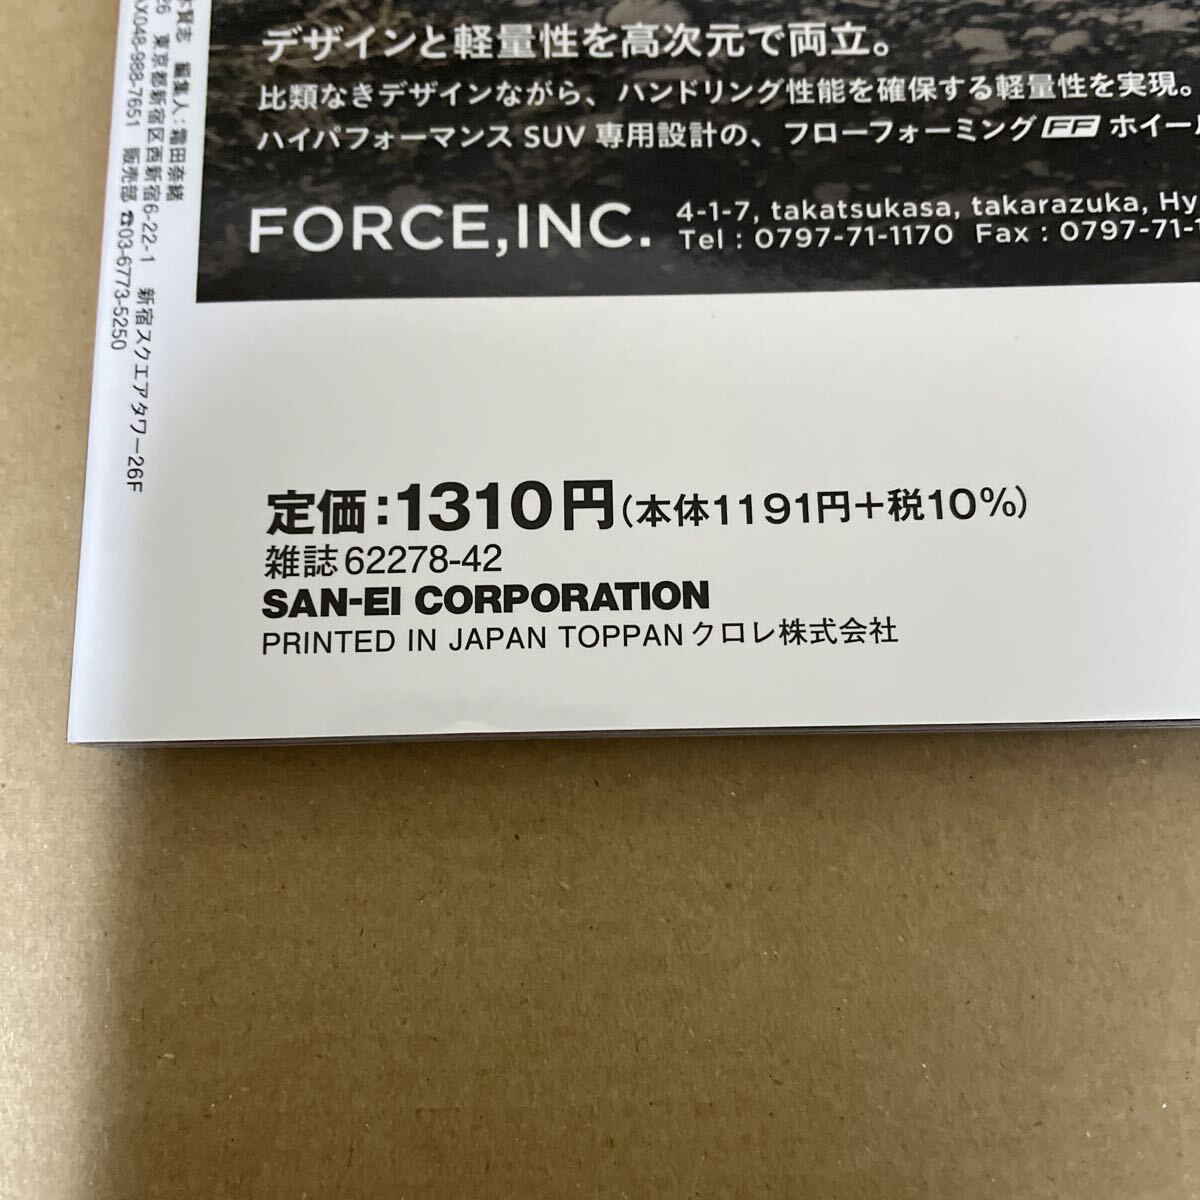 デザインと軽量性を高次元で両立。
比類なきデザインながら、ハンドリング性能を確保する軽量性を実現。
ハイパフォーマンス SUV 専用設計の、フローフォーミング FF ホイール
FORCE,INC.
4-1-7, takatsukasa, takarazuka, Hy
Tel : 0797-71-1170 Fax : 0797-71-1
賢志 編集人:霜田奈緒
26 東京都新宿区西新宿6-22-1 新宿スクエアタワー26F
AX048-988-7651 販売部 ☎03-6773-5250
定価:1310円(本体1191円+税10%)
雑誌 62278-42
SAN-EI CORPORATION
PRINTED IN JAPAN TOPPANクロレ株式会社